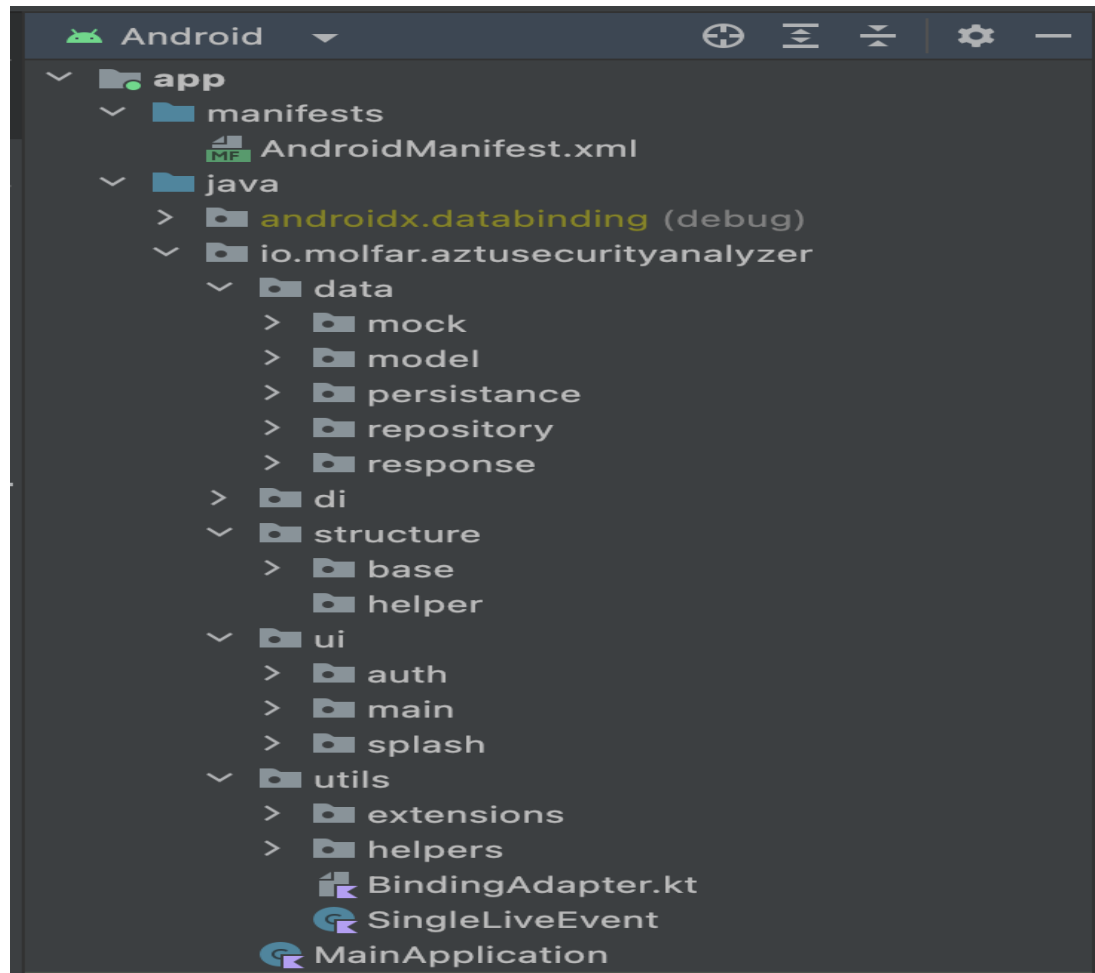 Android
app
manifests
MF AndroidManifest.xml
java
androidx.databinding (debug)
io.molfar.aztusecurityanalyzer
data
mock
model
persistance
repository
response
di
structure
base
helper
ui
auth
main
splash
utils
extensions
helpers
BindingAdapter.kt
SingleLiveEvent
MainApplication